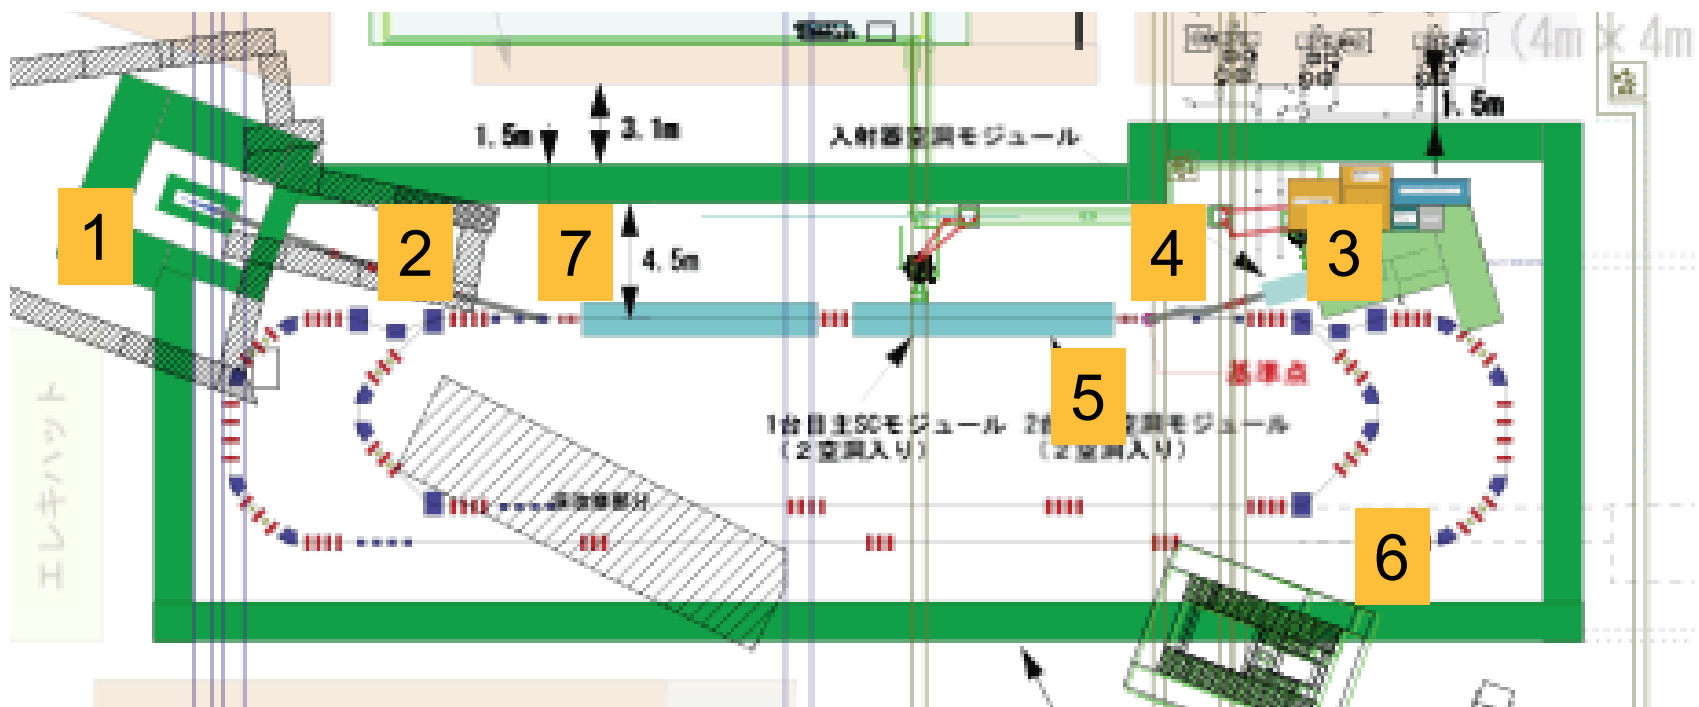 (4m × 4m
1.5m
3.1m
入射器空洞モジュール
1.5m
1
2
7
4.5m
4
3
5
基準点
1台目主SCモジュール
(2空洞入り)
2台
空洞モジュール
(2空洞入り)
エレキハット
6